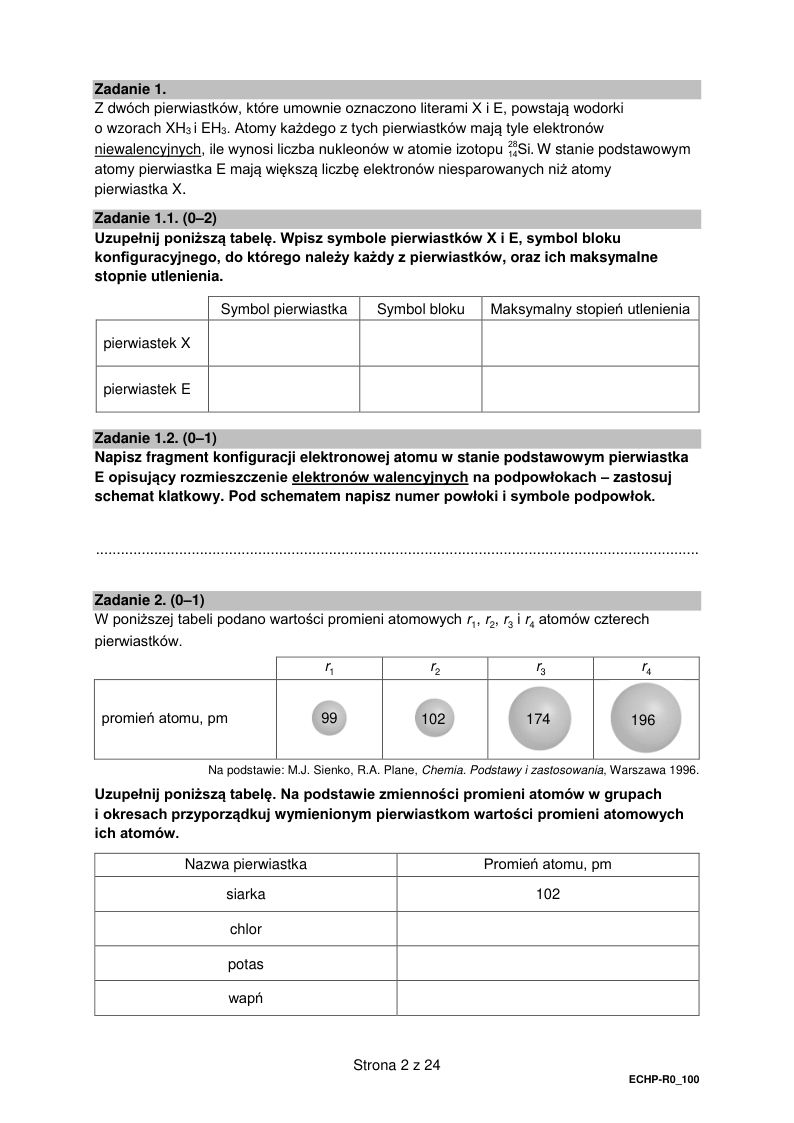 Zadanie 1.
Z dwóch pierwiastków, które umownie oznaczono literami X i E, powstają wodorki
o wzorach XH₃ i EH₃. Atomy każdego z tych pierwiastków mają tyle elektronów
niewalencyjnych, ile wynosi liczba nukleonów w atomie izotopu ²⁸₁₄Si. W stanie podstawowym
atomy pierwiastka E mają większą liczbę elektronów niesparowanych niż atomy
pierwiastka X.
Zadanie 1.1. (0–2)
Uzupełnij poniższą tabelę. Wpisz symbole pierwiastków X i E, symbol bloku
konfiguracyjnego, do którego należy każdy z pierwiastków, oraz ich maksymalne
stopnie utlenienia.
Symbol pierwiastka Symbol bloku Maksymalny stopień utlenienia
pierwiastek X
pierwiastek E
Zadanie 1.2. (0–1)
Napisz fragment konfiguracji elektronowej atomu w stanie podstawowym pierwiastka
E opisujący rozmieszczenie elektronów walencyjnych na podpowłokach – zastosuj
schemat klatkowy. Pod schematem napisz numer powłoki i symbole podpowłok.
....................................................................................................................................................
Zadanie 2. (0–1)
W poniższej tabeli podano wartości promieni atomowych r₁, r₂, r₃ i r₄ atomów czterech
pierwiastków.
r₁ r₂ r₃ r₄
promień atomu, pm 99 102 174 196
Na podstawie: M.J. Sienko, R.A. Plane, Chemia. Podstawy i zastosowania, Warszawa 1996.
Uzupełnij poniższą tabelę. Na podstawie zmienności promieni atomów w grupach
i okresach przyporządkuj wymienionym pierwiastkom wartości promieni atomowych
ich atomów.
Nazwa pierwiastka Promień atomu, pm
siarka 102
chlor
potas
wapń
Strona 2 z 24
ECHP-R0_100